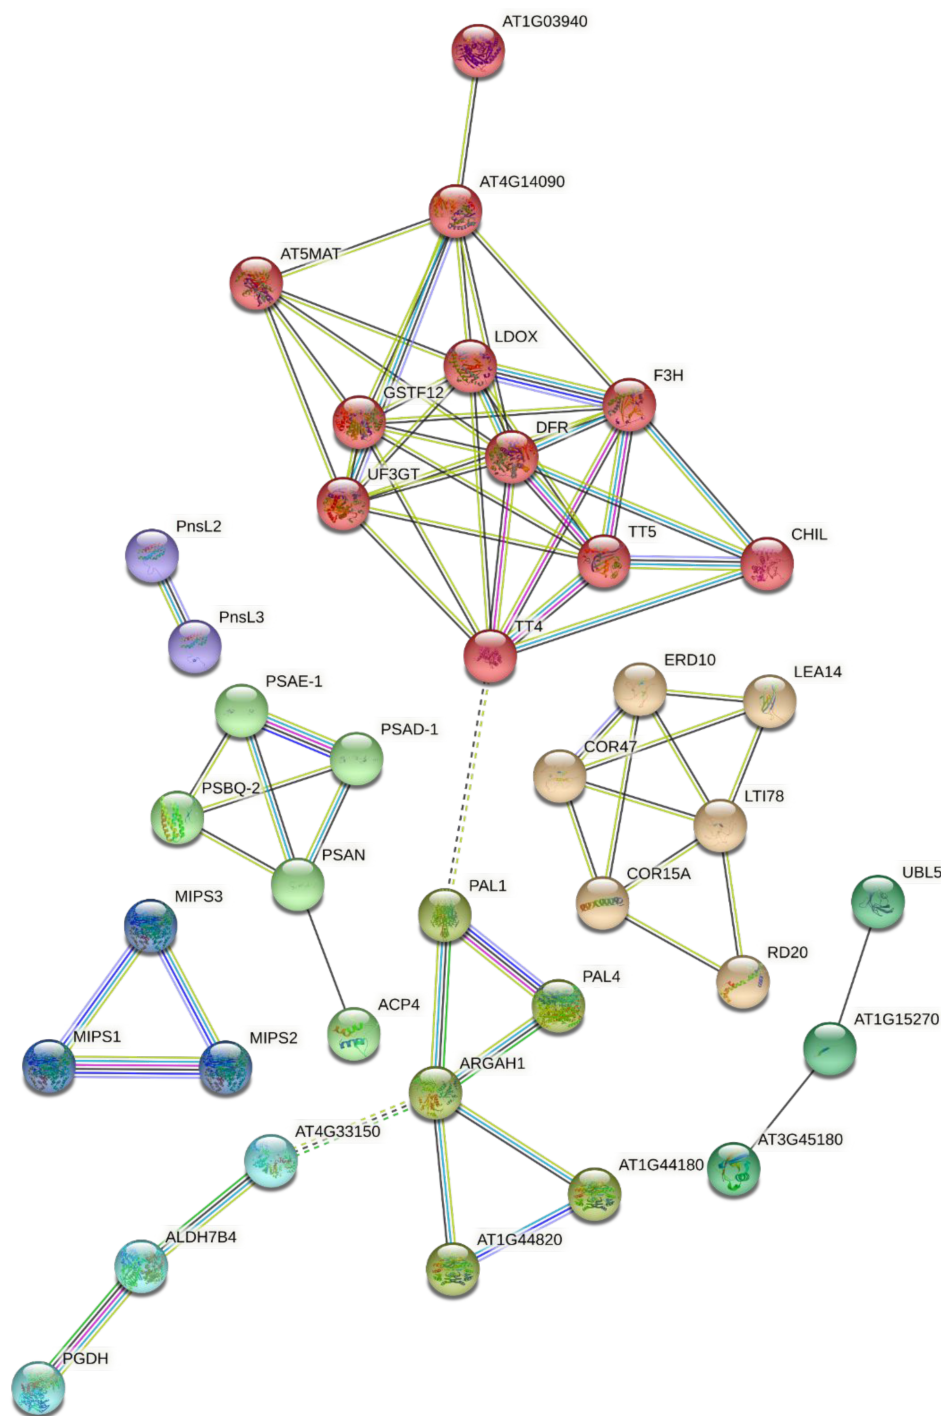 AT1G03940
AT4G14090
AT5MAT
LDOX
F3H
GSTF12
DFR
UF3GT
PnsL2
TT5
CHIL
PnsL3
TT4
ERD10
LEA14
PSAE-1
PSAD-1
COR47
PSBQ-2
LTI78
PSAN
COR15A
UBL5
PAL1
MIPS3
RD20
PAL4
ACP4
AT1G15270
MIPS1
MIPS2
ARGAH1
AT4G33150
AT3G45180
AT1G44180
ALDH7B4
AT1G44820
PGDH